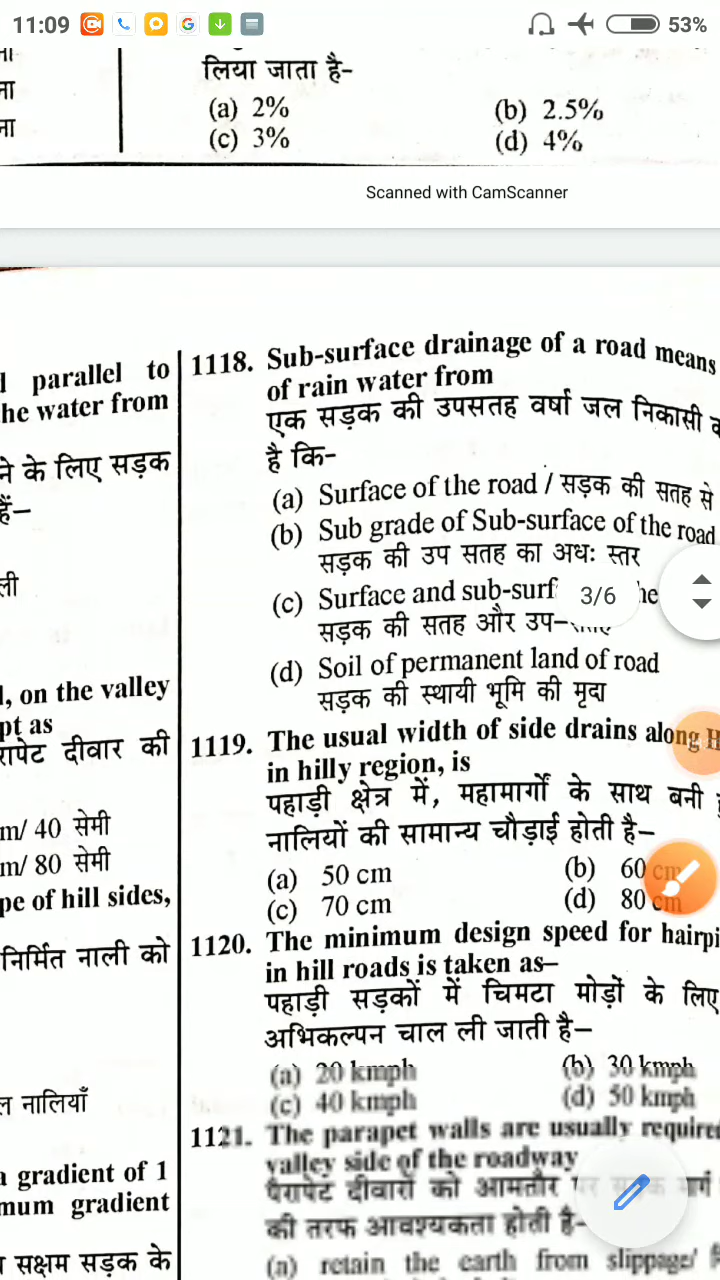 11:09
53%
लिया जाता है-
(a) 2% (b) 2.5%
(c) 3% (d) 4%
Scanned with CamScanner
parallel to
he water from
ने के लिए सड़क
हैं–
ली
, on the valley
pt as
रापेट दीवार की
m/ 40 सेमी
m/ 80 सेमी
pe of hill sides,
निर्मित नाली को
ल नालियाँ
a gradient of 1
mum gradient
सक्षम सड़क के
1118. Sub-surface drainage of a road means
of rain water from
एक सड़क की उपसतह वर्षा जल निकासी
है कि-
(a) Surface of the road / सड़क की सतह से
(b) Sub grade of Sub-surface of the road
सड़क की उप सतह का अधः स्तर
(c) Surface and sub-surf he
सड़क की सतह और उप-सतह
3/6
(d) Soil of permanent land of road
सड़क की स्थायी भूमि की मृदा
1119. The usual width of side drains along H
in hilly region, is
पहाड़ी क्षेत्र में, महामार्गों के साथ बनी
नालियों की सामान्य चौड़ाई होती है–
(a) 50 cm (b) 60 cm
(c) 70 cm (d) 80 cm
1120. The minimum design speed for hairpi
in hill roads is taken as–
पहाड़ी सड़कों में चिमटा मोड़ों के लिए
अभिकल्पन चाल ली जाती है–
(a) 20 kmph (b) 30 kmph
(c) 40 kmph (d) 50 kmph
1121. The parapet walls are usually require
valley side of the roadway
पैरापेट दीवारों को आमतौर पर सड़क मार्ग
की तरफ आवश्यकता होती है-
(a) retain the earth from slippage/